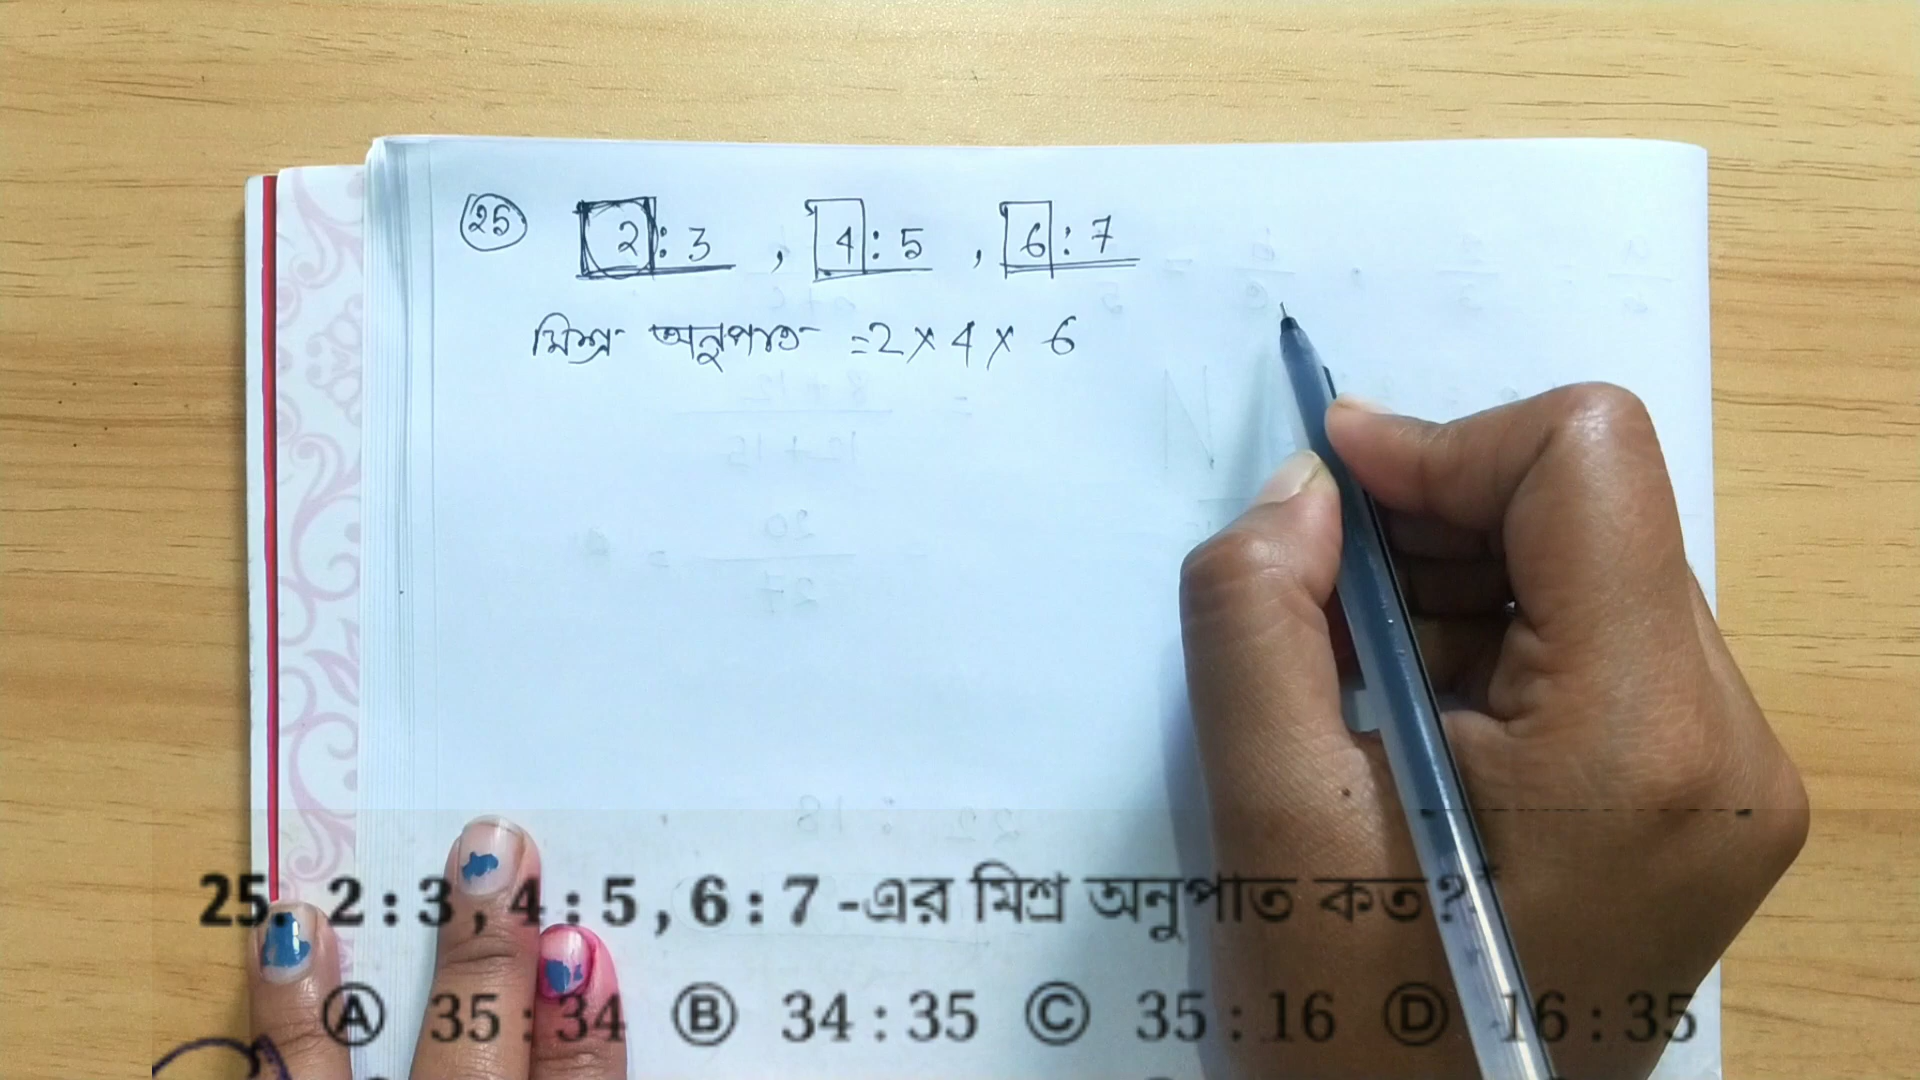 25 2 : 3 , 4 : 5 , 6 : 7
মিশ্র অনুপাত = 2 × 4 × 6
25. 2 : 3 , 4 : 5 , 6 : 7 -এর মিশ্র অনুপাত কত?
A 35 : 34 B 34 : 35 C 35 : 16 D 16 : 35